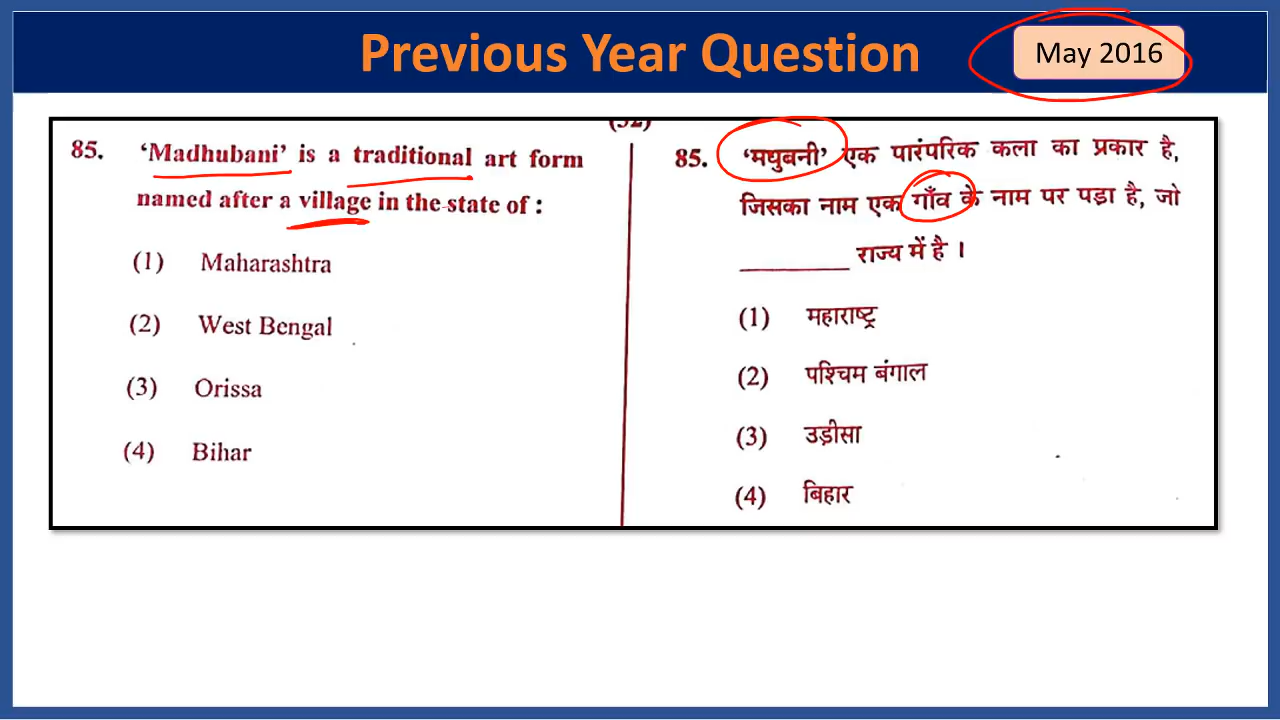 Previous Year Question
May 2016
85. 'Madhubani' is a traditional art form
named after a village in the state of :
(1) Maharashtra
(2) West Bengal
(3) Orissa
(4) Bihar
85. 'मधुबनी' एक पारंपरिक कला का प्रकार है,
जिसका नाम एक गाँव के नाम पर पड़ा है, जो
________ राज्य में है ।
(1) महाराष्ट्र
(2) पश्चिम बंगाल
(3) उड़ीसा
(4) बिहार